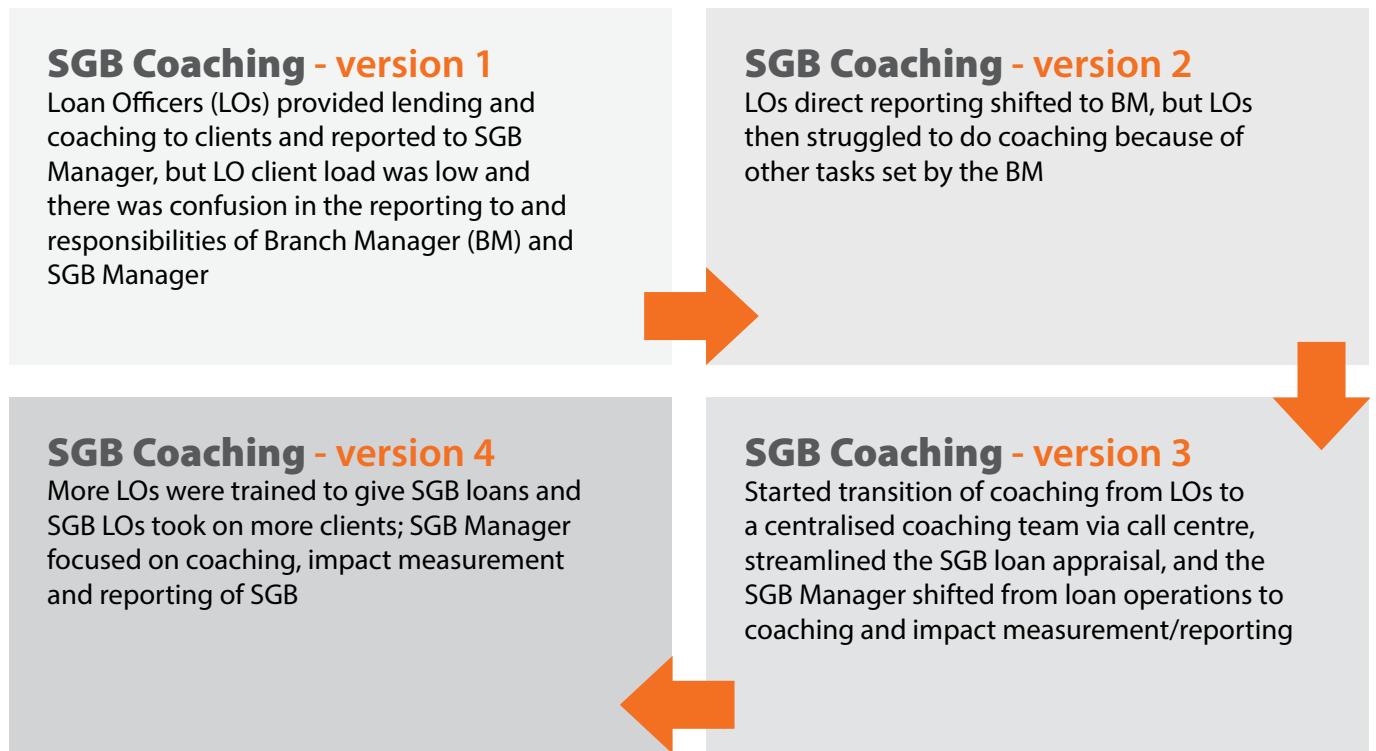 SGB Coaching - version 1
Loan Officers (LOs) provided lending and
coaching to clients and reported to SGB
Manager, but LO client load was low and
there was confusion in the reporting to and
responsibilities of Branch Manager (BM) and
SGB Manager
SGB Coaching - version 2
LOs direct reporting shifted to BM, but LOs
then struggled to do coaching because of
other tasks set by the BM
SGB Coaching - version 3
Started transition of coaching from LOs to
a centralised coaching team via call centre,
streamlined the SGB loan appraisal, and the
SGB Manager shifted from loan operations to
coaching and impact measurement/reporting
SGB Coaching - version 4
More LOs were trained to give SGB loans and
SGB LOs took on more clients; SGB Manager
focused on coaching, impact measurement
and reporting of SGB